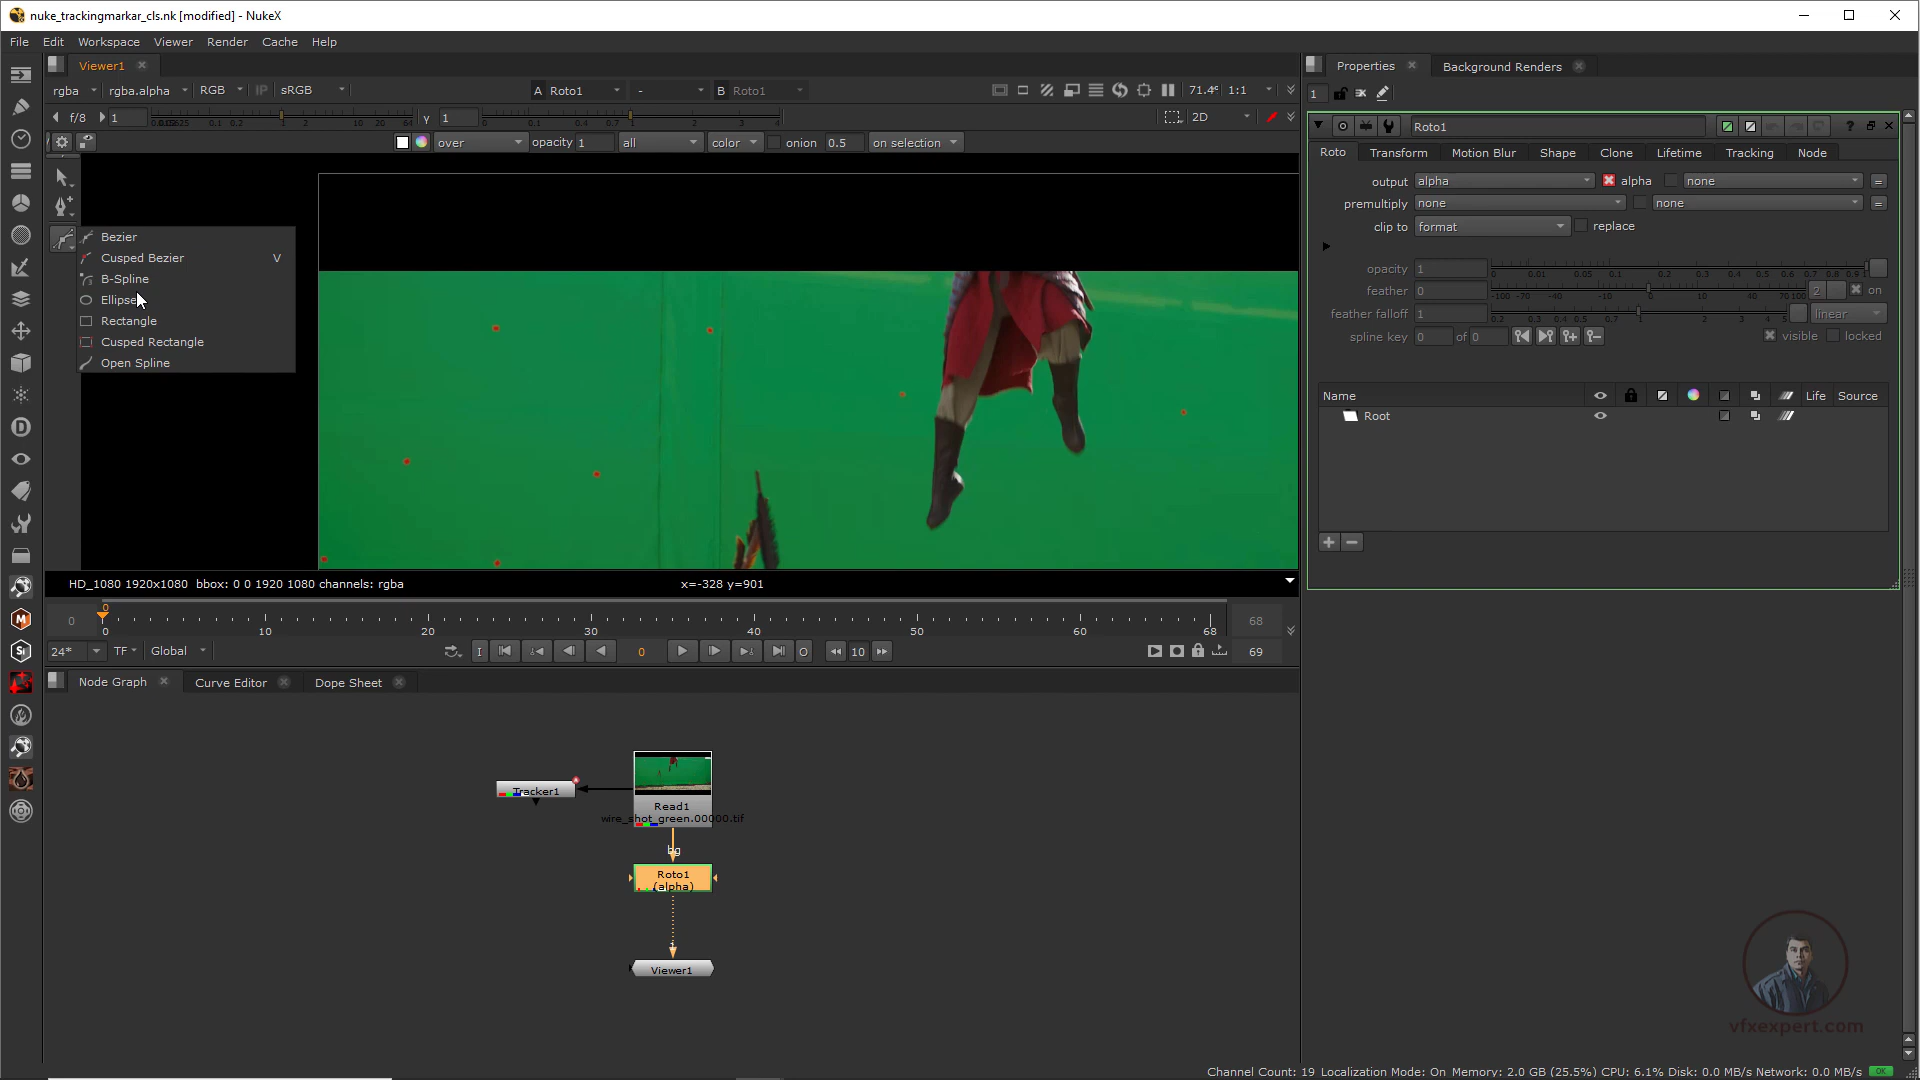 nuke_trackingmarkar_cls.nk [modified] - NukeX
File Edit Workspace Viewer Render Cache Help
Viewer1
Properties Background Renders
rgba rgba.alpha RGB IP sRGB A Roto1 - B Roto1 71.4% 1:1
1
f/8 1 y 1 2D
over opacity 1 all color onion 0.5 on selection
Roto1
Roto Transform Motion Blur Shape Clone Lifetime Tracking Node
output alpha alpha none =
premultiply none none =
clip to format replace
opacity 1
feather 0 2 on
feather falloff 1 linear
spline key 0 of 0 visible locked
Name Life Source
Root
Bezier
Cusped Bezier V
B-Spline
Ellipse
Rectangle
Cusped Rectangle
Open Spline
HD_1080 1920x1080 bbox: 0 0 1920 1080 channels: rgba x=-328 y=901
0 0 68
0 10 20 30 40 50 60 68
24* TF Global I 0 O 10 69
Node Graph Curve Editor Dope Sheet
Tracker1
Read1
wire_shot_green.00000.tif
bg
Roto1
(alpha)
1
Viewer1
vfxexpert.com
Channel Count: 19 Localization Mode: On Memory: 2.0 GB (25.5%) CPU: 6.1% Disk: 0.0 MB/s Network: 0.0 MB/s OK